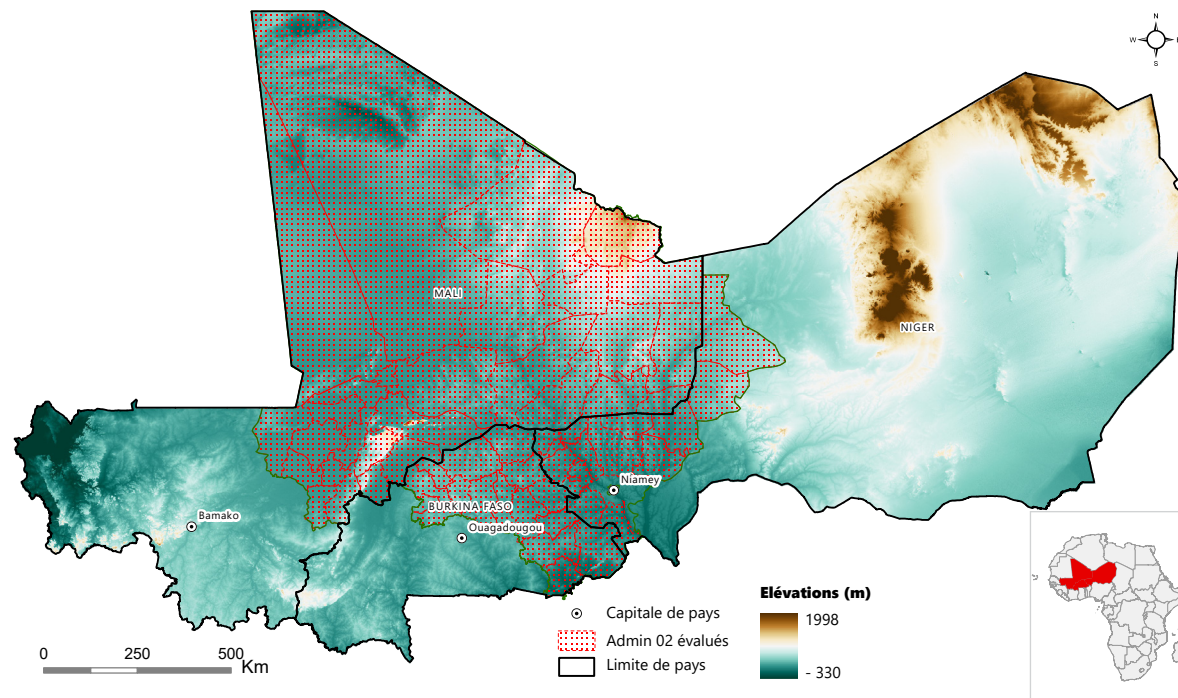 N
W
S
MALI
NIGER
Niamey
BURKINA FASO
Bamako
Ouagadougou
Elévations (m)
1998
- 330
Capitale de pays
Admin 02 évalués
Limite de pays
0 250 500
Km